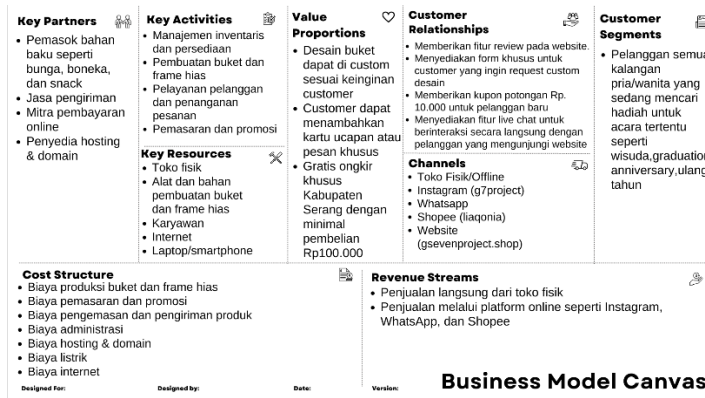 Key Partners
• Pemasok bahan
baku seperti
bunga, boneka,
dan snack
• Jasa pengiriman
• Mitra pembayaran
online
• Penyedia hosting
& domain
Key Activities
• Manajemen inventaris
dan persediaan
• Pembuatan buket dan
frame hias
• Pelayanan pelanggan
dan penanganan
pesanan
• Pemasaran dan promosi
Key Resources
• Toko fisik
• Alat dan bahan
pembuatan buket
dan frame hias
• Karyawan
• Internet
• Laptop/smartphone
Value
Proportions
• Desain buket
dapat di custom
sesuai keinginan
customer
• Customer dapat
menambahkan
kartu ucapan atau
pesan khusus
• Gratis ongkir
khusus
Kabupaten
Serang dengan
minimal
pembelian
Rp100.000
Customer
Relationships
• Memberikan fitur review pada website.
• Menyediakan form khusus untuk
customer yang ingin request custom
desain
• Memberikan kupon potongan Rp.
10.000 untuk pelanggan baru
• Menyediakan fitur live chat untuk
berinteraksi secara langsung dengan
pelanggan yang mengunjungi website
Channels
• Toko Fisik/Offline
• Instagram (g7project)
• Whatsapp
• Shopee (liaqonia)
• Website
(gsevenproject.shop)
Customer
Segments
• Pelanggan semua
kalangan
pria/wanita yang
sedang mencari
hadiah untuk
acara tertentu
seperti
wisuda,graduation
anniversary,ulang
tahun
Cost Structure
• Biaya produksi buket dan frame hias
• Biaya pemasaran dan promosi
• Biaya pengemasan dan pengiriman produk
• Biaya administrasi
• Biaya hosting & domain
• Biaya listrik
• Biaya internet
Revenue Streams
• Penjualan langsung dari toko fisik
• Penjualan melalui platform online seperti Instagram,
WhatsApp, dan Shopee
Designed For:
Designed by:
Date:
Version:
Business Model Canvas